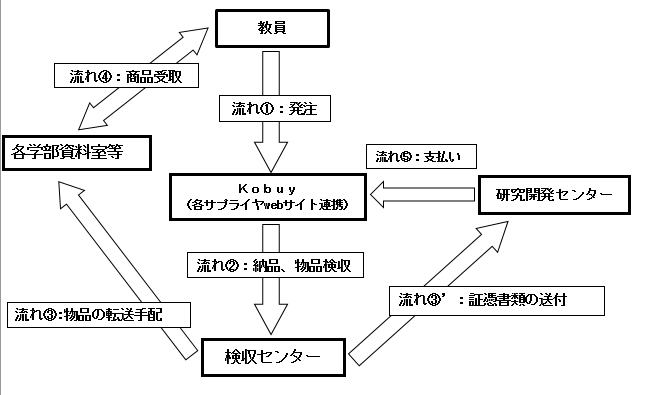 教員
流れ④：商品受取
流れ①：発注
各学部資料室等
流れ⑤：支払い
Ｋｏｂｕｙ
（各サプライヤwebサイト連携）
研究開発センター
流れ②：納品、物品検収
流れ③：物品の転送手配
流れ③’：証憑書類の送付
検収センター